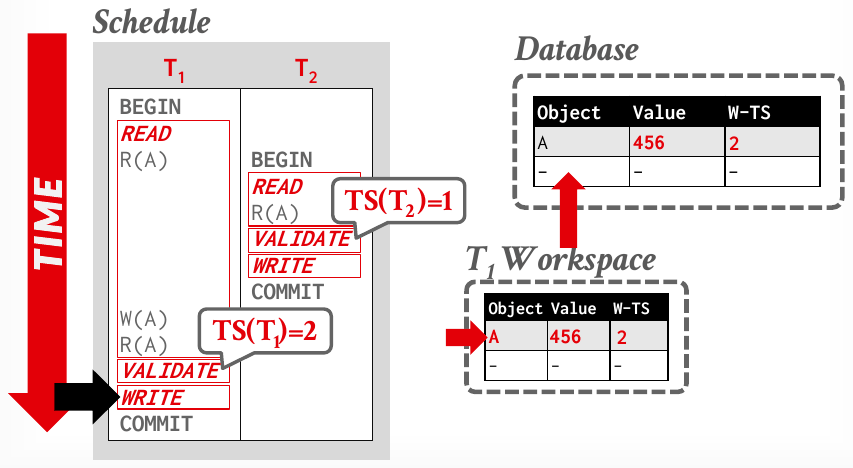 Schedule
TIME
T1 T2
BEGIN
READ
R(A)
BEGIN
READ
R(A)
VALIDATE
WRITE
COMMIT
TS(T2)=1
W(A)
R(A)
VALIDATE
WRITE
COMMIT
TS(T1)=2
Database
Object Value W-TS
A 456 2
- - -
T1 Workspace
Object Value W-TS
A 456 2
- - -